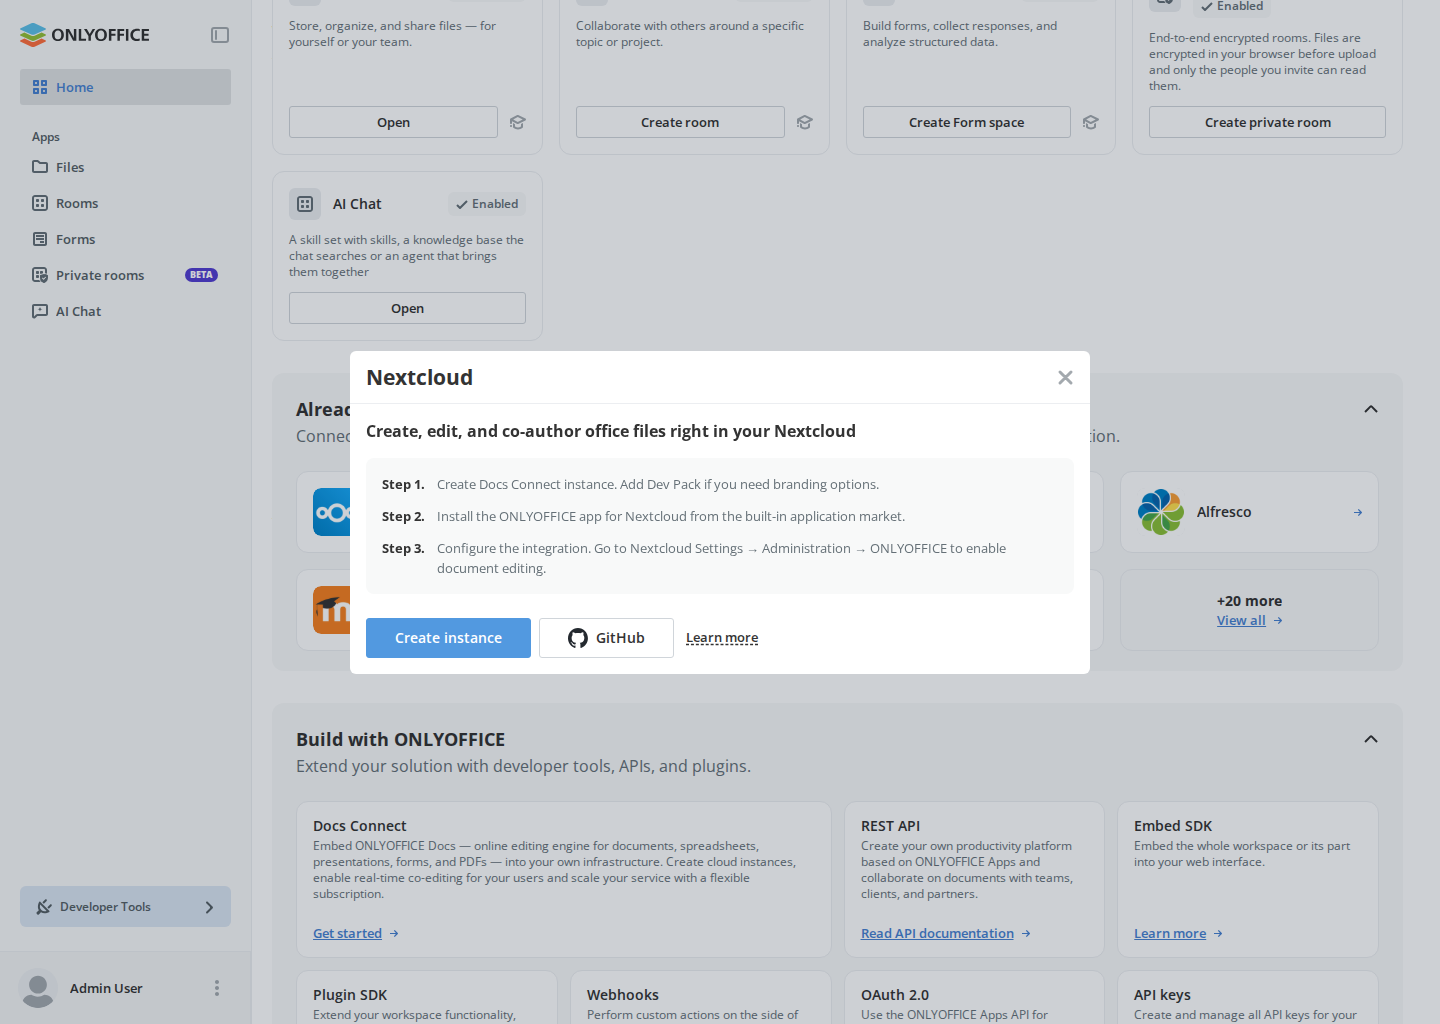 ONLYOFFICE
Home
Apps
Files
Rooms
Forms
Private rooms
BETA
AI Chat
Developer Tools
Admin User
Store, organize, and share files — for
yourself or your team.
Open
Collaborate with others around a specific
topic or project.
Create room
Build forms, collect responses, and
analyze structured data.
Create Form space
Enabled
End-to-end encrypted rooms. Files are
encrypted in your browser before upload
and only the people you invite can read
them.
Create private room
AI Chat
Enabled
A skill set with skills, a knowledge base the
chat searches or an agent that brings
them together
Open
Nextcloud
Create, edit, and co-author office files right in your Nextcloud
Step 1. Create Docs Connect instance. Add Dev Pack if you need branding options.
Step 2. Install the ONLYOFFICE app for Nextcloud from the built-in application market.
Step 3. Configure the integration. Go to Nextcloud Settings → Administration → ONLYOFFICE to enable
document editing.
Create instance
GitHub
Learn more
Alfresco
+20 more
View all
Build with ONLYOFFICE
Extend your solution with developer tools, APIs, and plugins.
Docs Connect
Embed ONLYOFFICE Docs — online editing engine for documents, spreadsheets,
presentations, forms, and PDFs — into your own infrastructure. Create cloud instances,
enable real-time co-editing for your users and scale your service with a flexible
subscription.
Get started
REST API
Create your own productivity platform
based on ONLYOFFICE Apps and
collaborate on documents with teams,
clients, and partners.
Read API documentation
Embed SDK
Embed the whole workspace or its part
into your web interface.
Learn more
Plugin SDK
Extend your workspace functionality,
Webhooks
Perform custom actions on the side of
OAuth 2.0
Use the ONLYOFFICE Apps API for
API keys
Create and manage all API keys for your